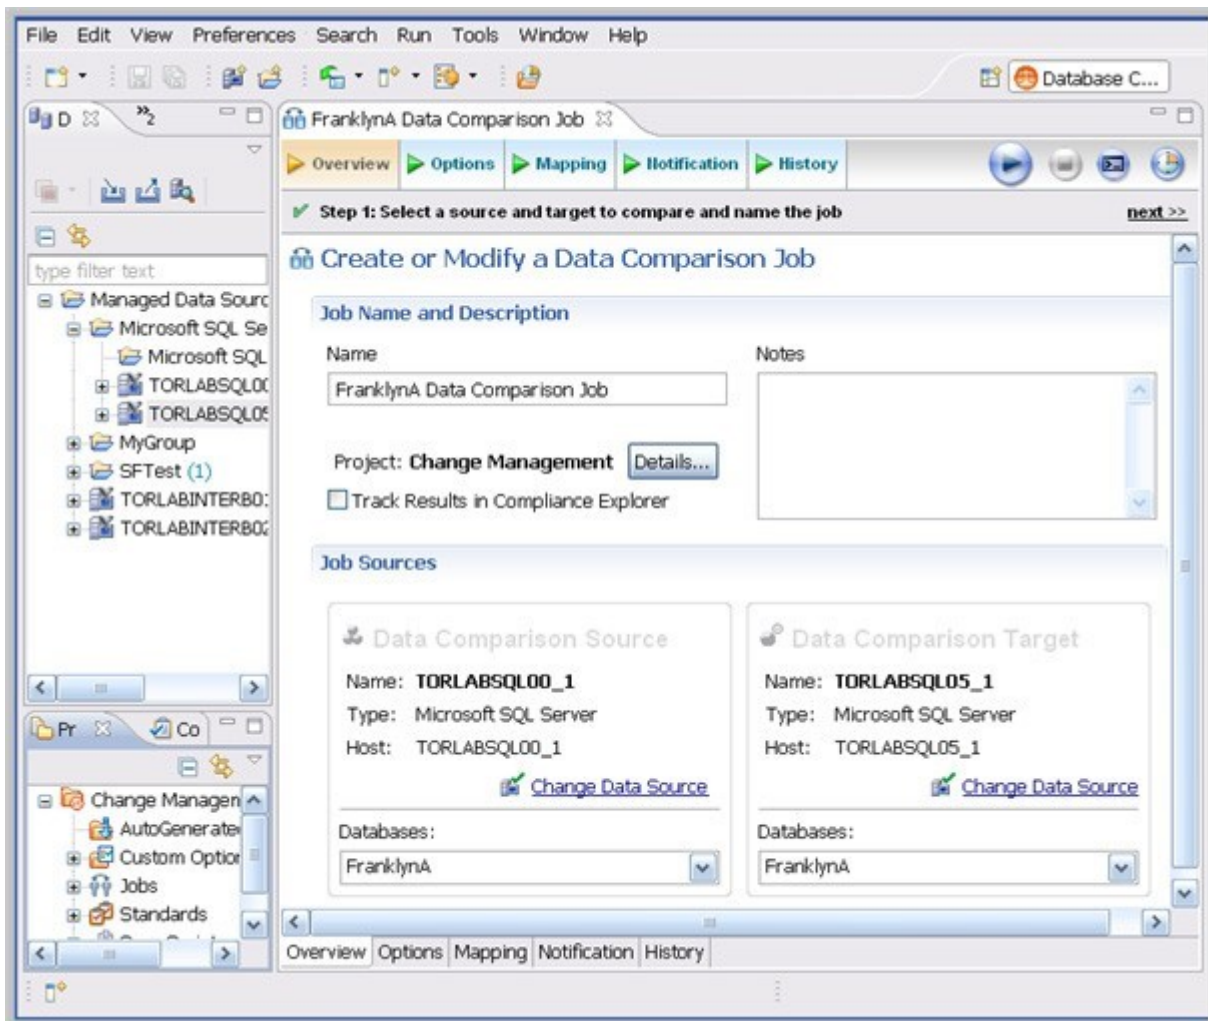 File Edit View Preferences Search Run Tools Window Help
Database C...
D »2
FranklynA Data Comparison Job
Overview Options Mapping Notification History
Step 1: Select a source and target to compare and name the job next >>
type filter text
Managed Data Sourc
Microsoft SQL Se
Microsoft SQL
TORLABSQL00
TORLABSQL05
MyGroup
SFTest (1)
TORLABINTERB01
TORLABINTERB02
Create or Modify a Data Comparison Job
Job Name and Description
Name
Notes
FranklynA Data Comparison Job
Project: Change Management Details...
Track Results in Compliance Explorer
Job Sources
Data Comparison Source
Name: TORLABSQL00_1
Type: Microsoft SQL Server
Host: TORLABSQL00_1
Change Data Source
Databases:
FranklynA
Data Comparison Target
Name: TORLABSQL05_1
Type: Microsoft SQL Server
Host: TORLABSQL05_1
Change Data Source
Databases:
FranklynA
Pr Co
Change Managen
AutoGenerate
Custom Option
Jobs
Standards
Overview Options Mapping Notification History